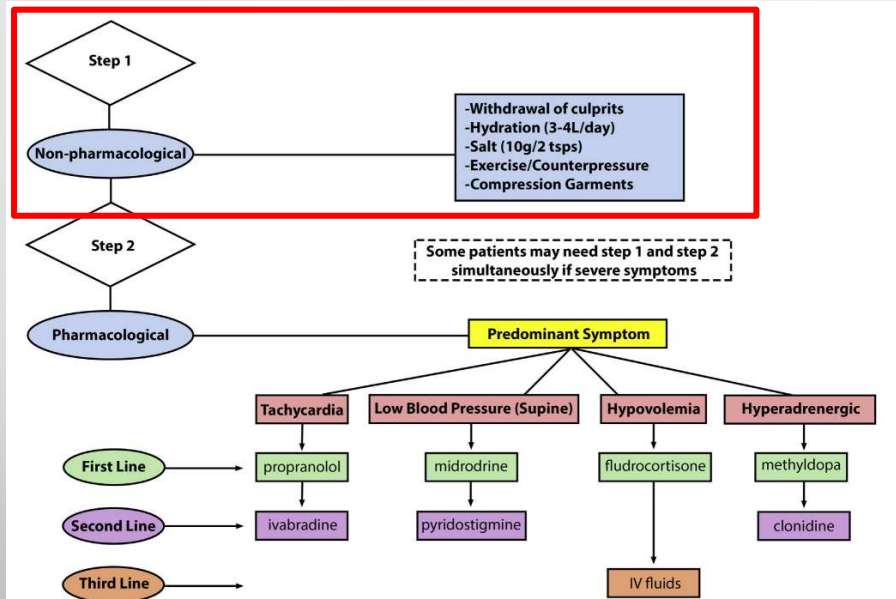 Step 1
Non-pharmacological
-Withdrawal of culprits
-Hydration (3-4L/day)
-Salt (10g/2 tsps)
-Exercise/Counterpressure
-Compression Garments
Step 2
Some patients may need step 1 and step 2
simultaneously if severe symptoms
Pharmacological
Predominant Symptom
Tachycardia
Low Blood Pressure (Supine)
Hypovolemia
Hyperadrenergic
First Line
propranolol
midrodrine
fludrocortisone
methyldopa
Second Line
ivabradine
pyridostigmine
clonidine
Third Line
IV fluids